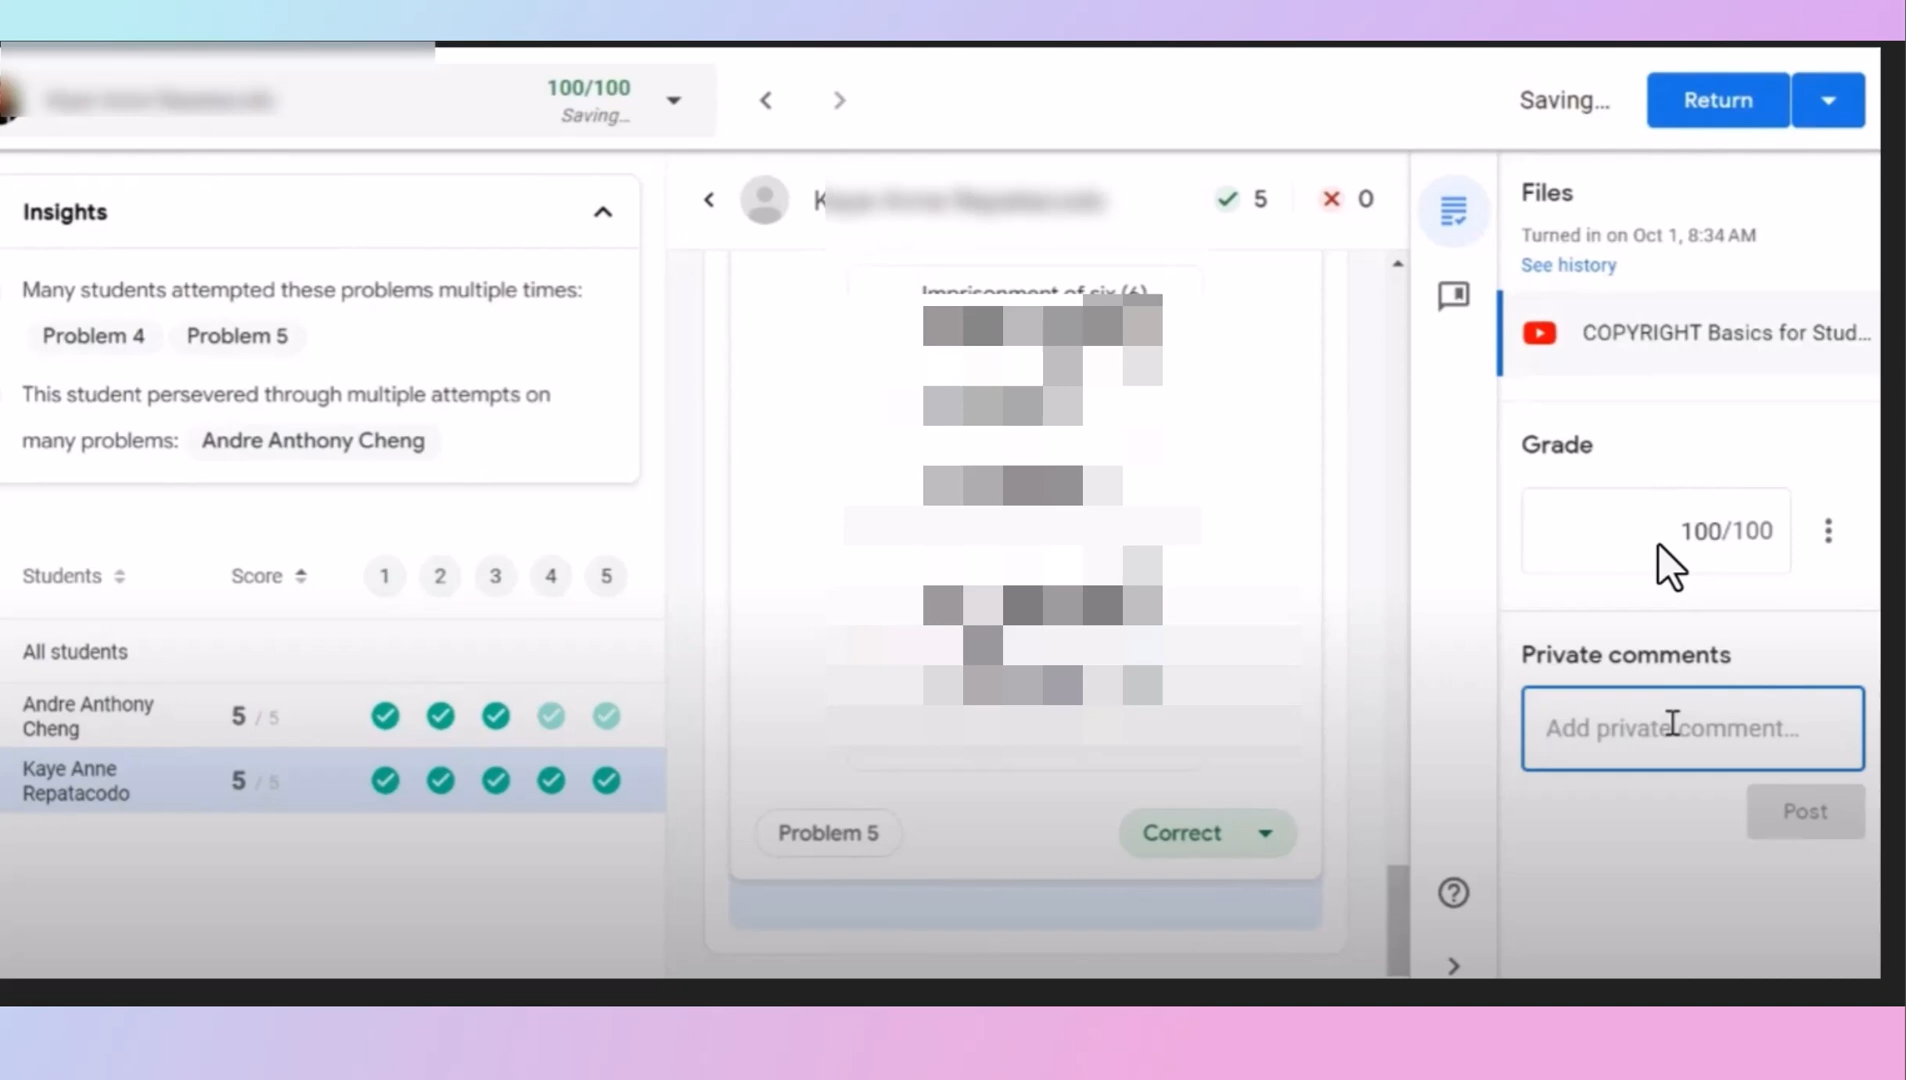 100/100
Saving...
Saving...
Return
Insights
Many students attempted these problems multiple times:
Problem 4 Problem 5
This student persevered through multiple attempts on
many problems: Andre Anthony Cheng
Students Score 1 2 3 4 5
All students
Andre Anthony
Cheng
5 / 5
Kaye Anne
Repatacodo
5 / 5
5 0
Imprisonment of six (6)
Problem 5
Correct
Files
Turned in on Oct 1, 8:34 AM
See history
COPYRIGHT Basics for Stud...
Grade
100/100
Private comments
Add private comment...
Post